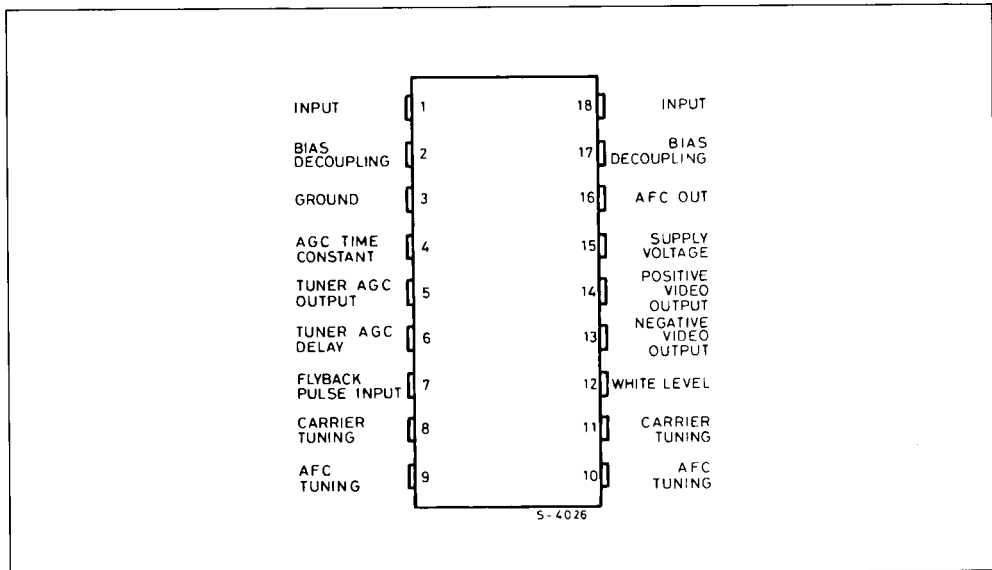 INPUT 1 18 INPUT
BIAS
DECOUPLING 2 17 BIAS
DECOUPLING
GROUND 3 16 AFC OUT
AGC TIME
CONSTANT 4 15 SUPPLY
VOLTAGE
TUNER AGC
OUTPUT 5 14 POSITIVE
VIDEO
OUTPUT
TUNER AGC
DELAY 6 13 NEGATIVE
VIDEO
OUTPUT
FLYBACK
PULSE INPUT 7 12 WHITE LEVEL
CARRIER
TUNING 8 11 CARRIER
TUNING
AFC
TUNING 9 10 AFC
TUNING
S-4026